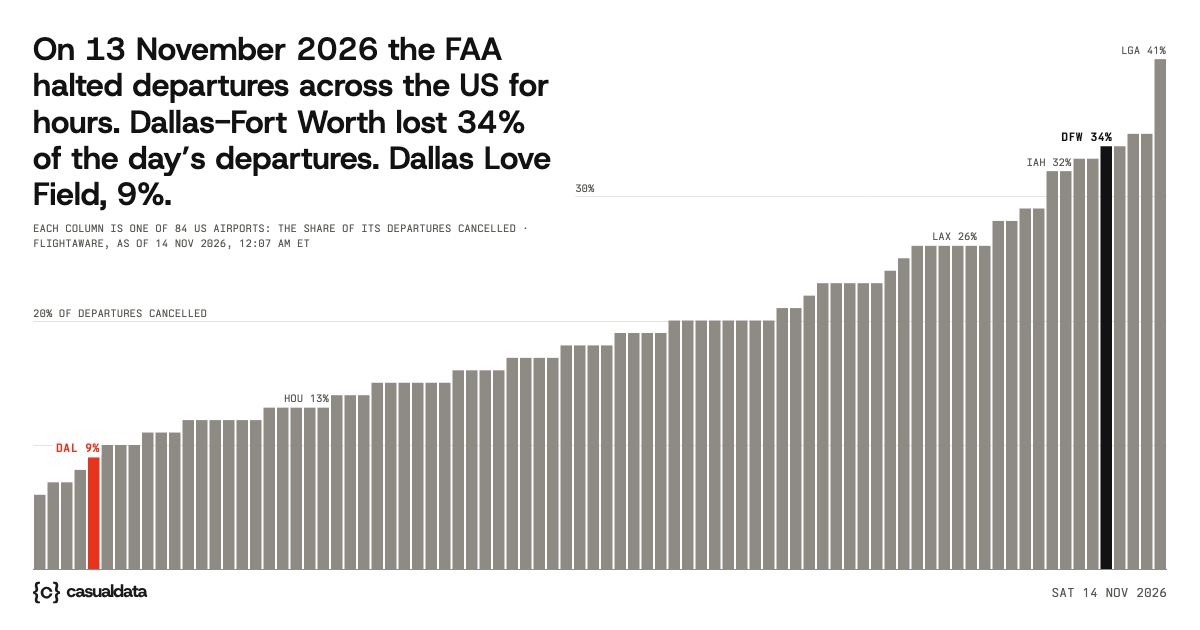 On 13 November 2026 the FAA
halted departures across the US for
hours. Dallas–Fort Worth lost 34%
of the day’s departures. Dallas Love
Field, 9%.
EACH COLUMN IS ONE OF 84 US AIRPORTS: THE SHARE OF ITS DEPARTURES CANCELLED ·
FLIGHTAWARE, AS OF 14 NOV 2026, 12:07 AM ET
LGA 41%
DFW 34%
IAH 32%
30%
LAX 26%
20% OF DEPARTURES CANCELLED
HOU 13%
DAL 9%
{c} casualdata
SAT 14 NOV 2026